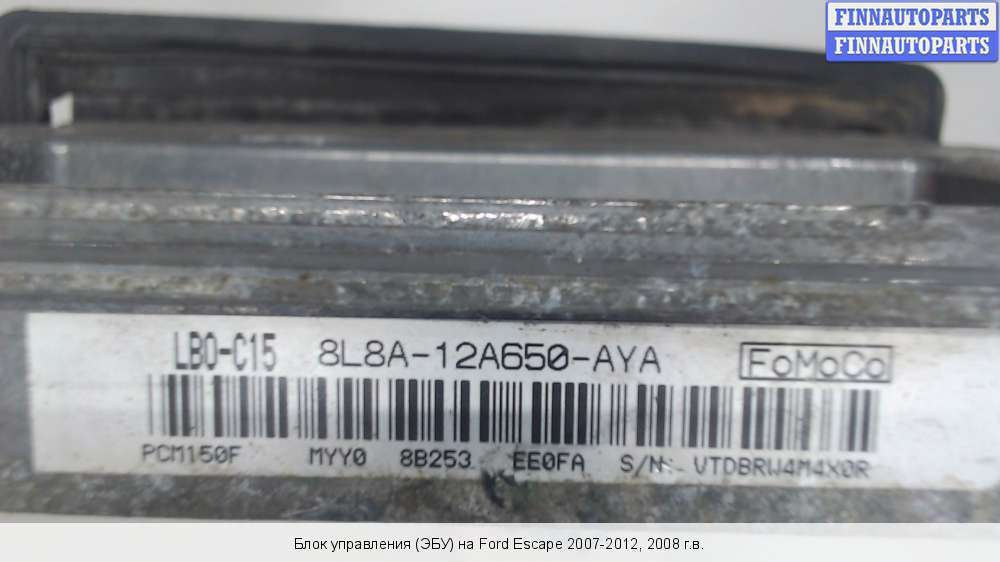 FINNAUTOPARTS
FINNAUTOPARTS
LBO-C15 8L8A-12A650-AYA FoMoCo
PCM150F MYY0 8B253 EE0FA S/N: VTDBRW4M4X0R
Блок управления (ЭБУ) на Ford Escape 2007-2012, 2008 г.в.